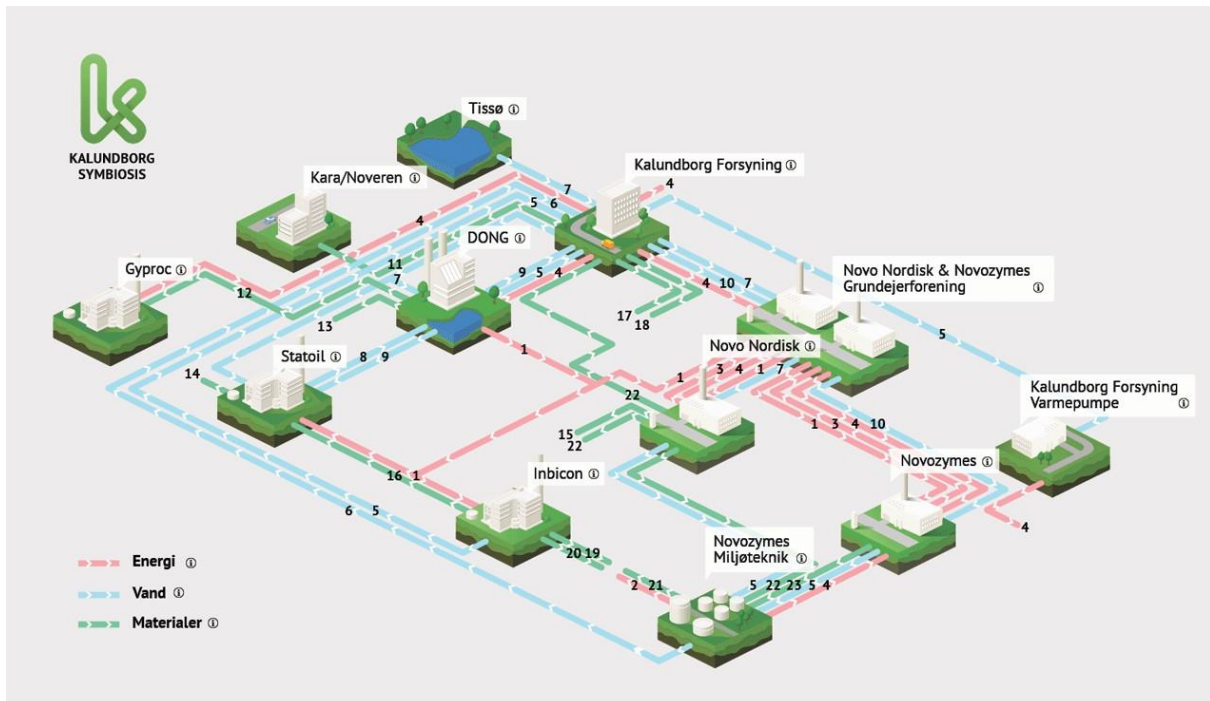 Tissø
KALUNDBORG
SYMBIOSIS
Kara/Noveren
Kalundborg Forsyning
4
7
4
5
6
DONG
11
7
9 5 4
Gyproc
12
13
Novo Nordisk & Novozymes
Grundejerforening
4 10 7
17
18
5
Statoil
8 9
14
1
Novo Nordisk
1
3 4 1 7
22
15
22
Kalundborg Forsyning
Varmepumpe
1 3 4 10
16 1
Inbicon
Novozymes
6 5
4
20 19
Novozymes
Miljøteknik
2 21
5 22 23 5 4
Energi
Vand
Materialer